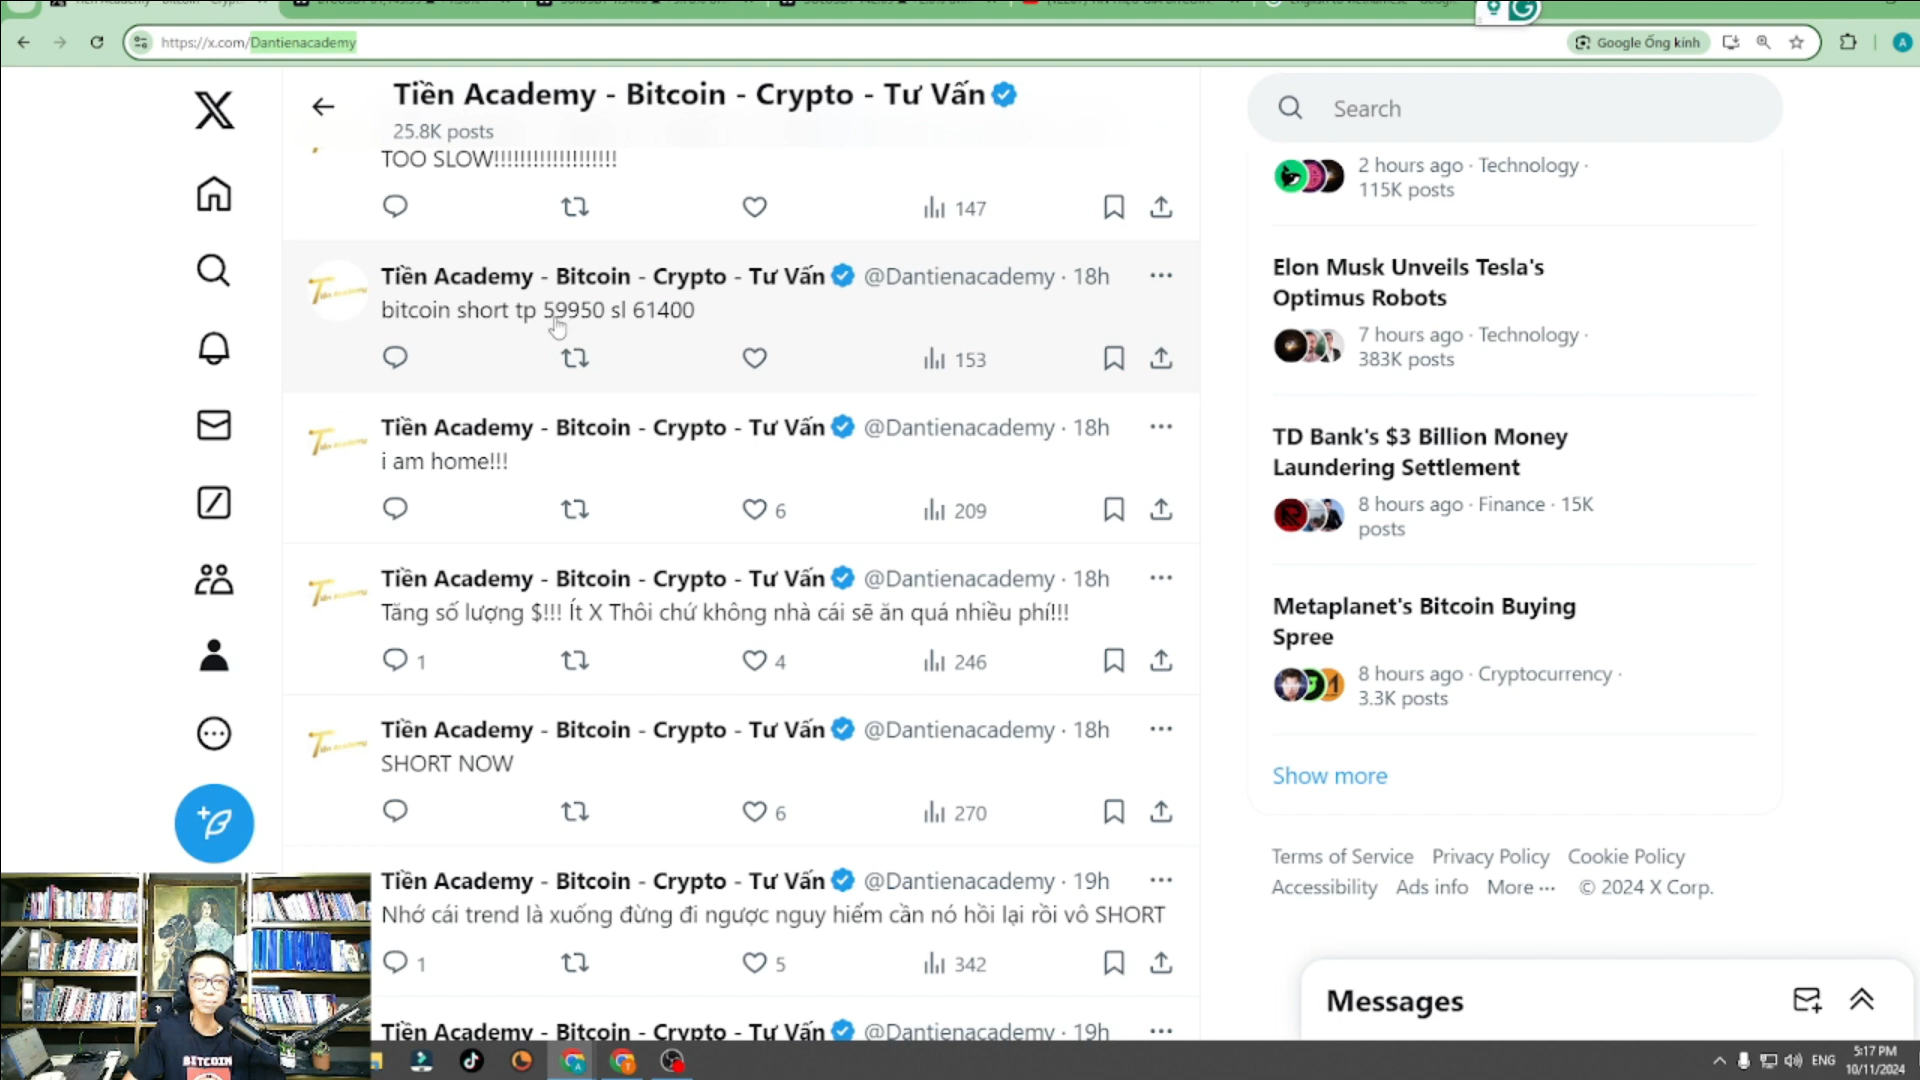 https://x.com/Dantienacademy
Google Ống kính
A
Tiền Academy - Bitcoin - Crypto - Tư Vấn
25.8K posts
Search
TOO SLOW!!!!!!!!!!!!!!!!!!!
147
2 hours ago · Technology ·
115K posts
Tiền Academy - Bitcoin - Crypto - Tư Vấn @Dantienacademy · 18h
bitcoin short tp 59950 sl 61400
153
Elon Musk Unveils Tesla's
Optimus Robots
7 hours ago · Technology ·
383K posts
Tiền Academy - Bitcoin - Crypto - Tư Vấn @Dantienacademy · 18h
i am home!!!
6
209
TD Bank's $3 Billion Money
Laundering Settlement
8 hours ago · Finance · 15K
posts
Tiền Academy - Bitcoin - Crypto - Tư Vấn @Dantienacademy · 18h
Tăng số lượng $!!! Ít X Thôi chứ không nhà cái sẽ ăn quá nhiều phí!!!
1
4
246
Metaplanet's Bitcoin Buying
Spree
8 hours ago · Cryptocurrency ·
3.3K posts
Tiền Academy - Bitcoin - Crypto - Tư Vấn @Dantienacademy · 18h
SHORT NOW
6
270
Show more
Tiền Academy - Bitcoin - Crypto - Tư Vấn @Dantienacademy · 19h
Nhớ cái trend là xuống đừng đi ngược nguy hiểm cần nó hồi lại rồi vô SHORT
1
5
342
Terms of Service Privacy Policy Cookie Policy
Accessibility Ads info More ··· © 2024 X Corp.
Tiền Academy - Bitcoin - Crypto - Tư Vấn @Dantienacademy · 19h
Messages
BITCOIN
ENG
5:17 PM
10/11/2024